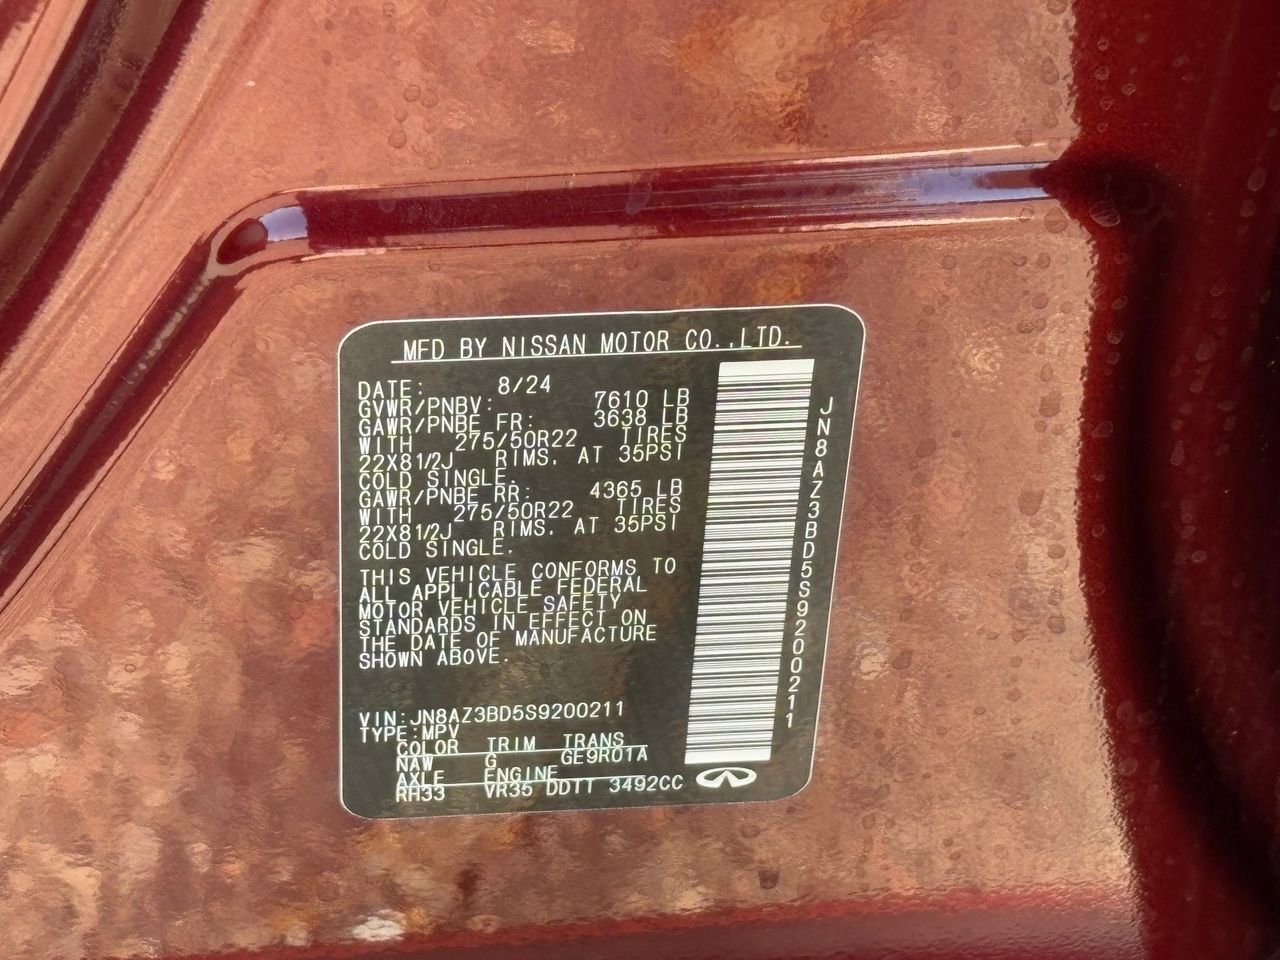 MFD BY NISSAN MOTOR CO.,LTD.
DATE: 8/24
GVWR/PNBV: 7610 LB
GAWR/PNBE FR: 3638 LB
WITH 275/50R22 TIRES
22X8 1/2J RIMS, AT 35PSI
COLD SINGLE.
GAWR/PNBE RR: 4365 LB
WITH 275/50R22 TIRES
22X8 1/2J RIMS, AT 35PSI
COLD SINGLE.
THIS VEHICLE CONFORMS TO
ALL APPLICABLE FEDERAL
MOTOR VEHICLE SAFETY
STANDARDS IN EFFECT ON
THE DATE OF MANUFACTURE
SHOWN ABOVE.
VIN:JN8AZ3BD5S9200211
TYPE:MPV
COLOR TRIM TRANS
NAW G GE9R01A
AXLE ENGINE
RH33 VR35 DDTT 3492CC
JN8AZ3BD5S9200211